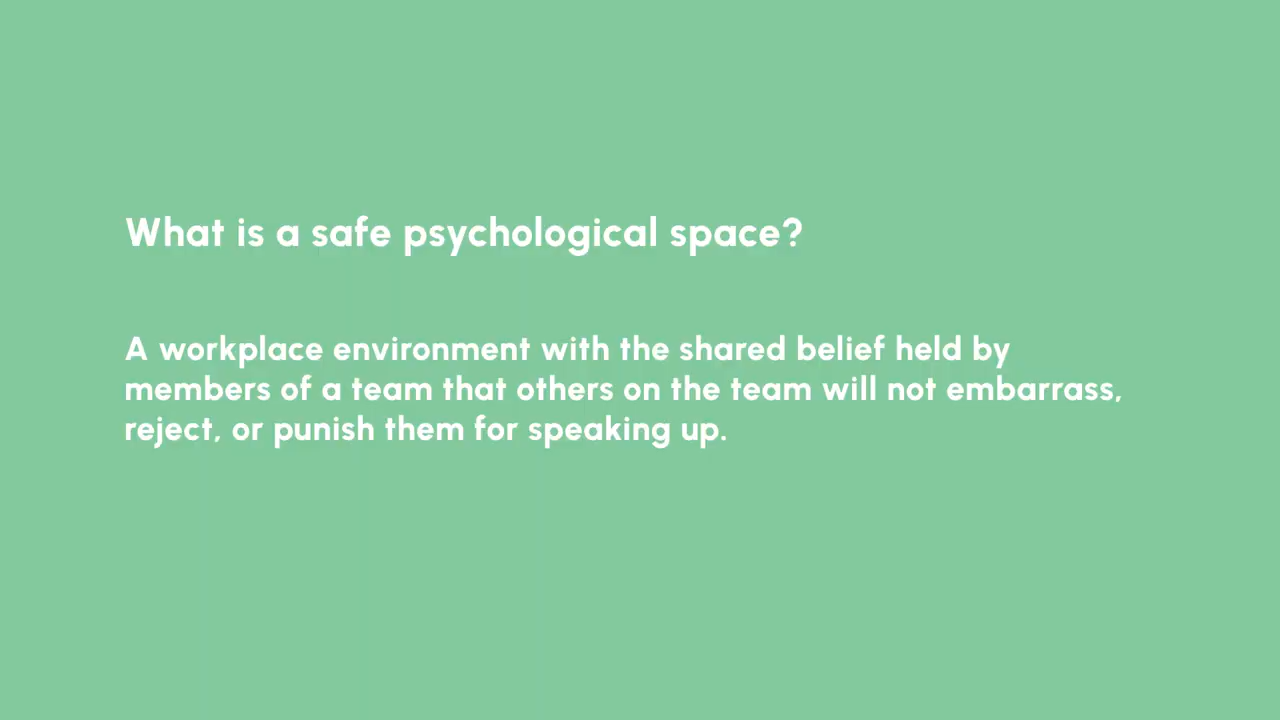 What is a safe psychological space?
A workplace environment with the shared belief held by
members of a team that others on the team will not embarrass,
reject, or punish them for speaking up.